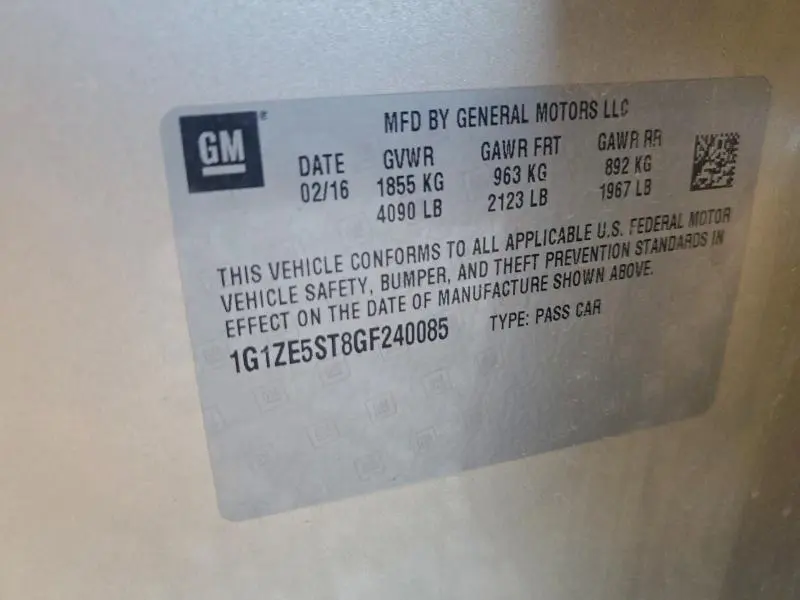 GM
MFD BY GENERAL MOTORS LLC
DATE GVWR GAWR FRT GAWR RR
02/16 1855 KG 963 KG 892 KG
4090 LB 2123 LB 1967 LB
THIS VEHICLE CONFORMS TO ALL APPLICABLE U.S. FEDERAL MOTOR
VEHICLE SAFETY, BUMPER, AND THEFT PREVENTION STANDARDS IN
EFFECT ON THE DATE OF MANUFACTURE SHOWN ABOVE.
1G1ZE5ST8GF240085 TYPE: PASS CAR